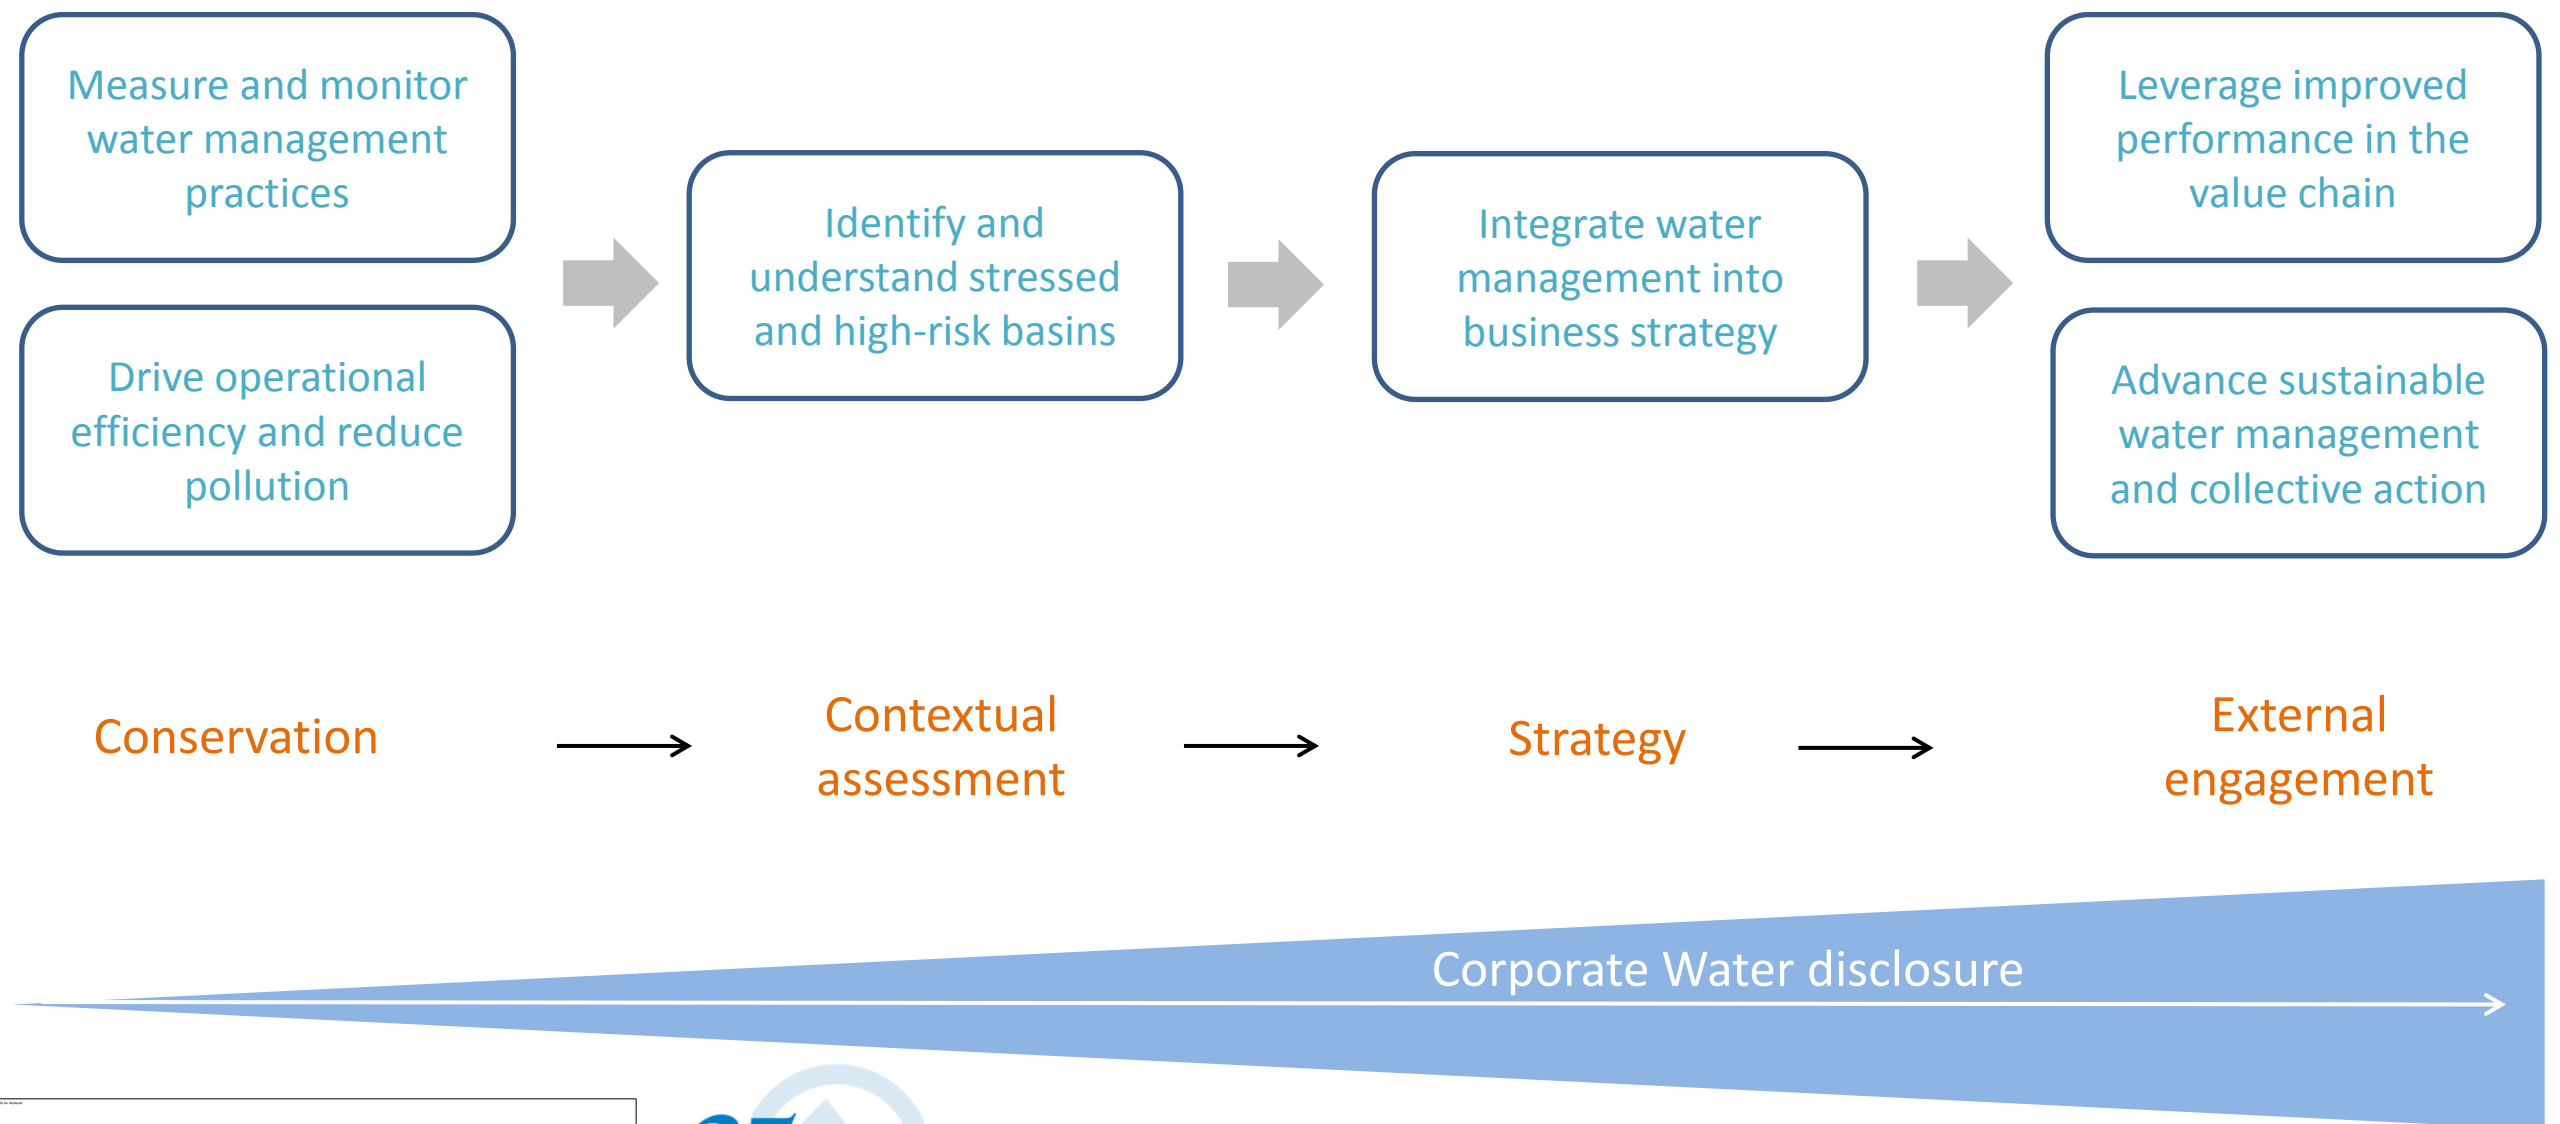 Measure and monitor
water management
practices
Drive operational
efficiency and reduce
pollution
Identify and
understand stressed
and high-risk basins
Integrate water
management into
business strategy
Leverage improved
performance in the
value chain
Advance sustainable
water management
and collective action
Conservation
Contextual
assessment
Strategy
External
engagement
Corporate Water disclosure